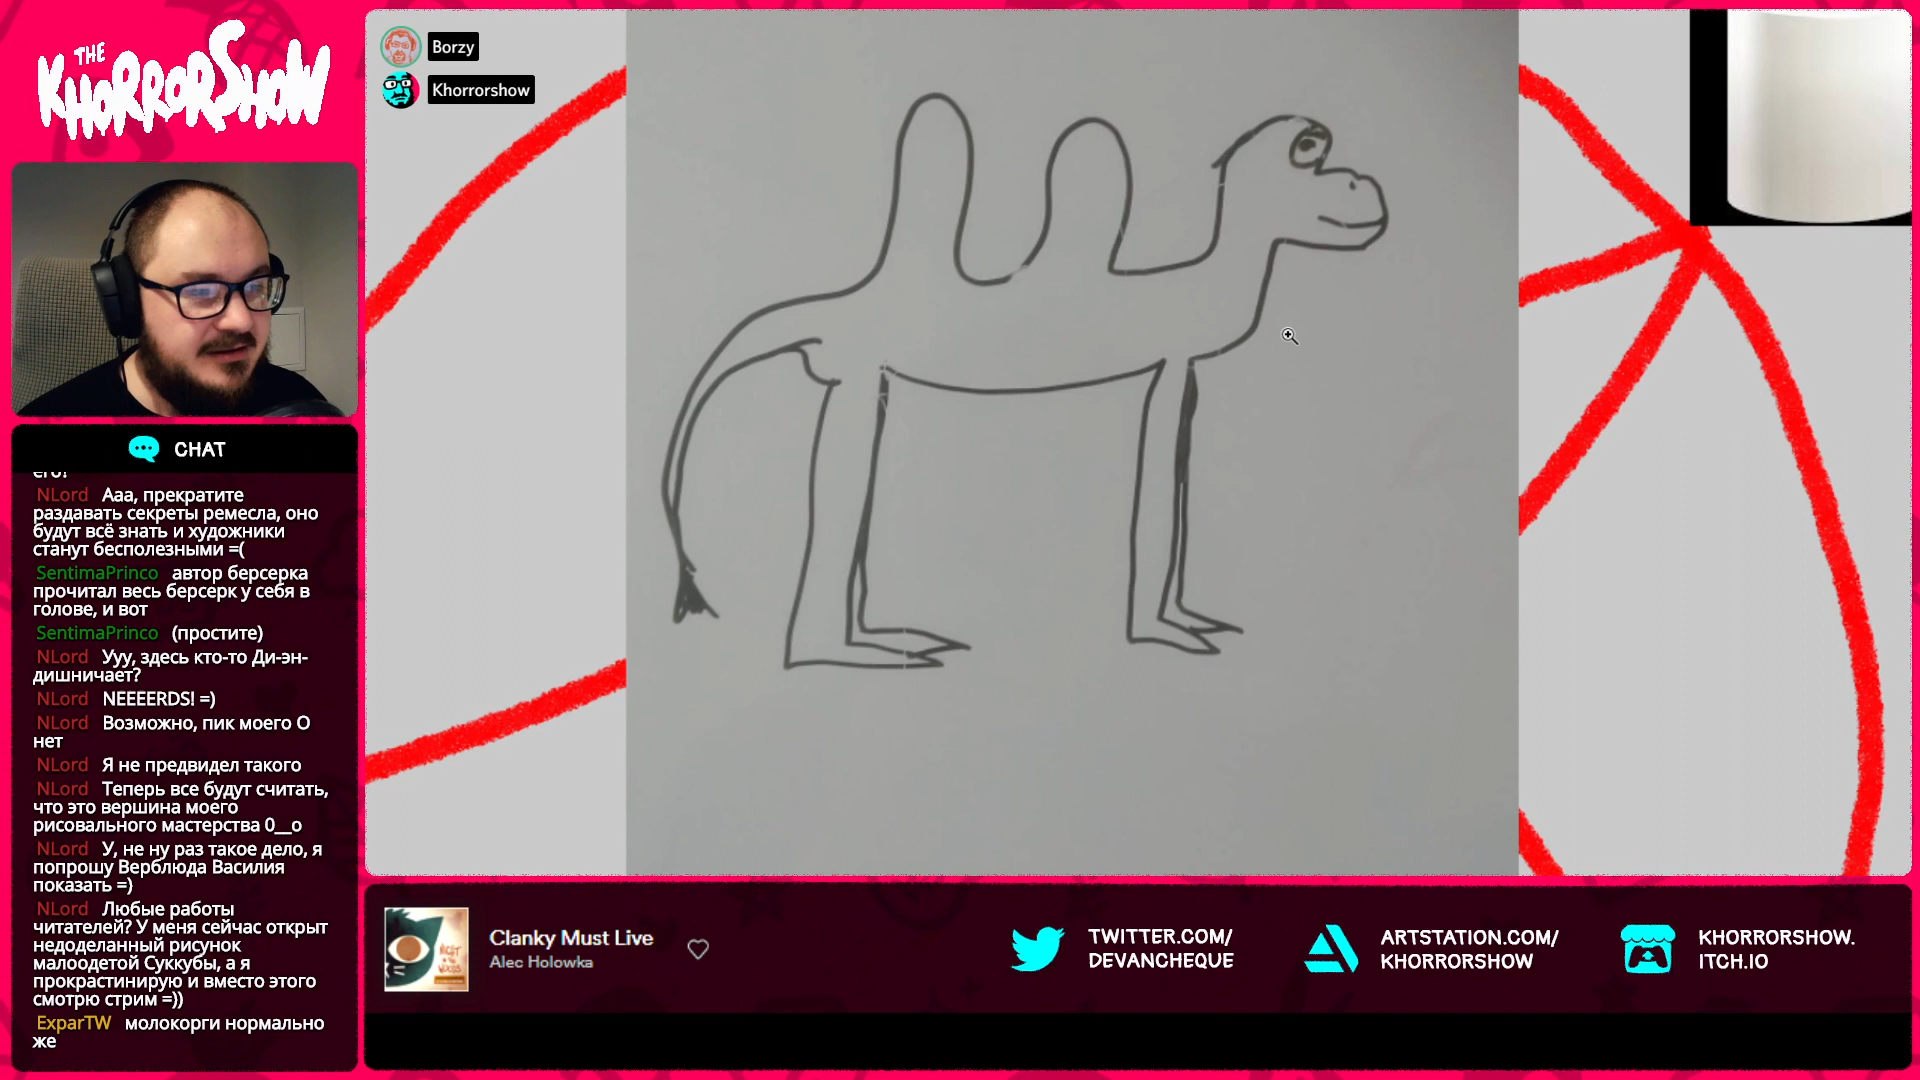 THE
KHORRORSHOW
Borzy
Khorrorshow
CHAT
его?
NLord Ааа, прекратите
раздавать секреты ремесла, оно
будут всё знать и художники
станут бесполезными =(
SentimaPrinco автор берсерка
прочитал весь берсерк у себя в
голове, и вот
SentimaPrinco (простите)
NLord Ууу, здесь кто-то Ди-эн-
дишничает?
NLord NEEEERDS! =)
NLord Возможно, пик моего О
нет
NLord Я не предвидел такого
NLord Теперь все будут считать,
что это вершина моего
рисовального мастерства 0__о
NLord У, не ну раз такое дело, я
попрошу Верблюда Василия
показать =)
NLord Любые работы
читателей? У меня сейчас открыт
недоделанный рисунок
малоодетой Суккубы, а я
прокрастинирую и вместо этого
смотрю стрим =))
ExparTW молокорги нормально
же
NIGHT
IN THE
WOODS
Clanky Must Live
Alec Holowka
TWITTER.COM/
DEVANCHEQUE
ARTSTATION.COM/
KHORRORSHOW
KHORRORSHOW.
ITCH.IO